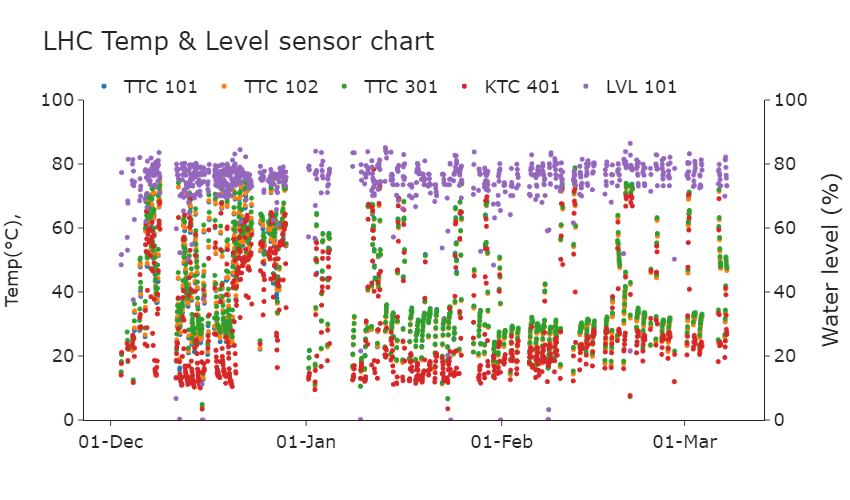 LHC Temp & Level sensor chart
TTC 101 TTC 102 TTC 301 KTC 401 LVL 101
100 100
80 80
60 60
40 40
20 20
0 0
Temp(°C),
Water level (%)
01-Dec 01-Jan 01-Feb 01-Mar